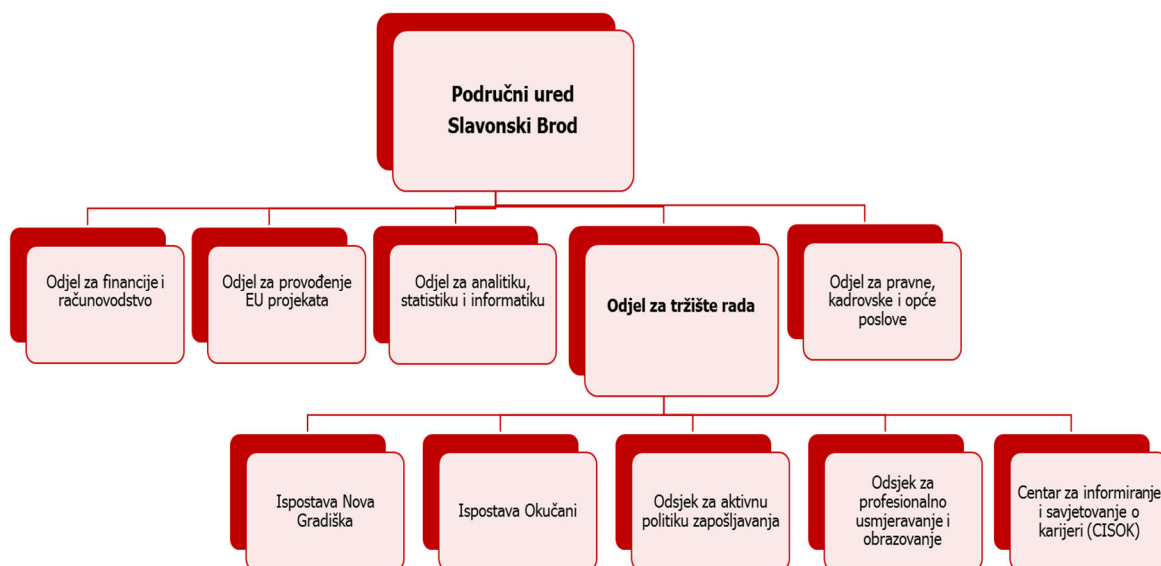 Područni ured
Slavonski Brod
Odjel za financije i
računovodstvo
Odjel za provođenje
EU projekata
Odjel za analitiku,
statistiku i informatiku
Odjel za tržište rada
Odjel za pravne,
kadrovske i opće
poslove
Ispostava Nova
Gradiška
Ispostava Okučani
Odsjek za aktivnu
politiku zapošljavanja
Odsjek za
profesionalno
usmjeravanje i
obrazovanje
Centar za informiranje
i savjetovanje o
karijeri (CISOK)